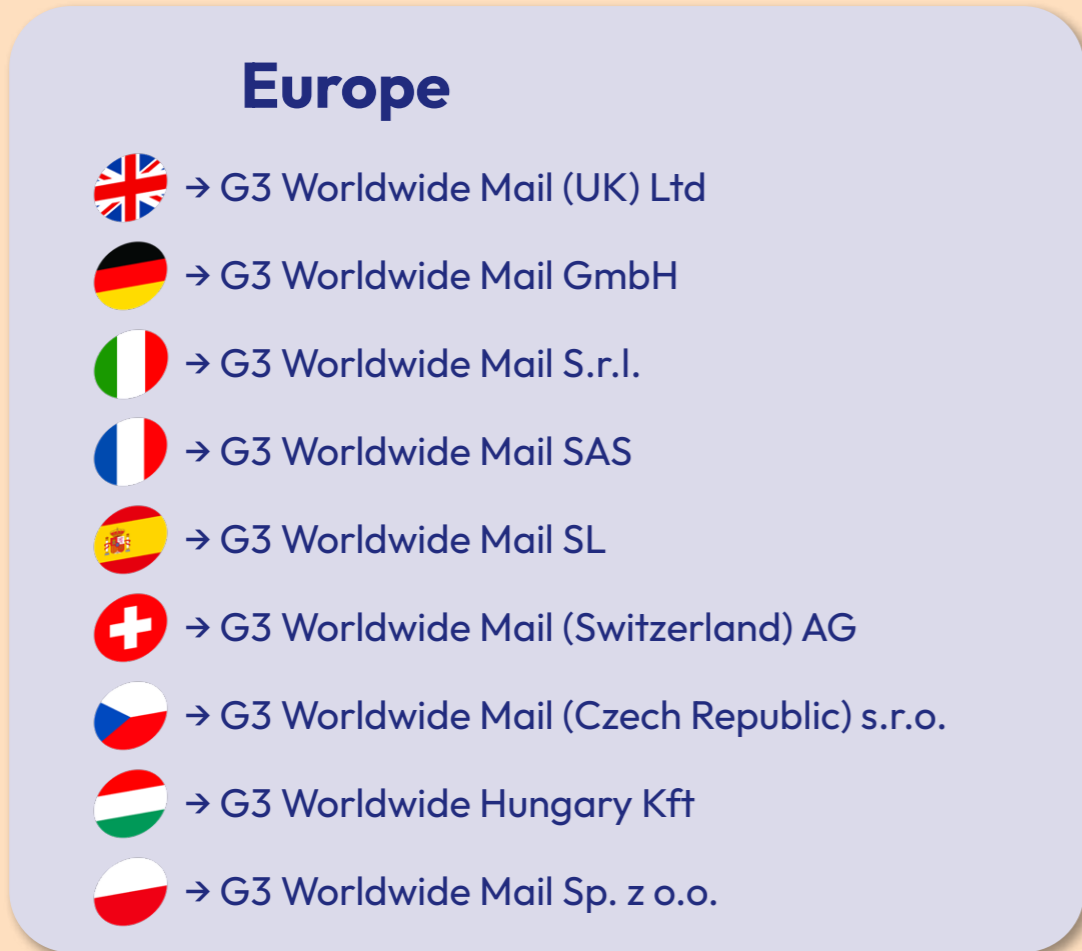 Europe
→ G3 Worldwide Mail (UK) Ltd
→ G3 Worldwide Mail GmbH
→ G3 Worldwide Mail S.r.l.
→ G3 Worldwide Mail SAS
→ G3 Worldwide Mail SL
→ G3 Worldwide Mail (Switzerland) AG
→ G3 Worldwide Mail (Czech Republic) s.r.o.
→ G3 Worldwide Hungary Kft
→ G3 Worldwide Mail Sp. z o.o.